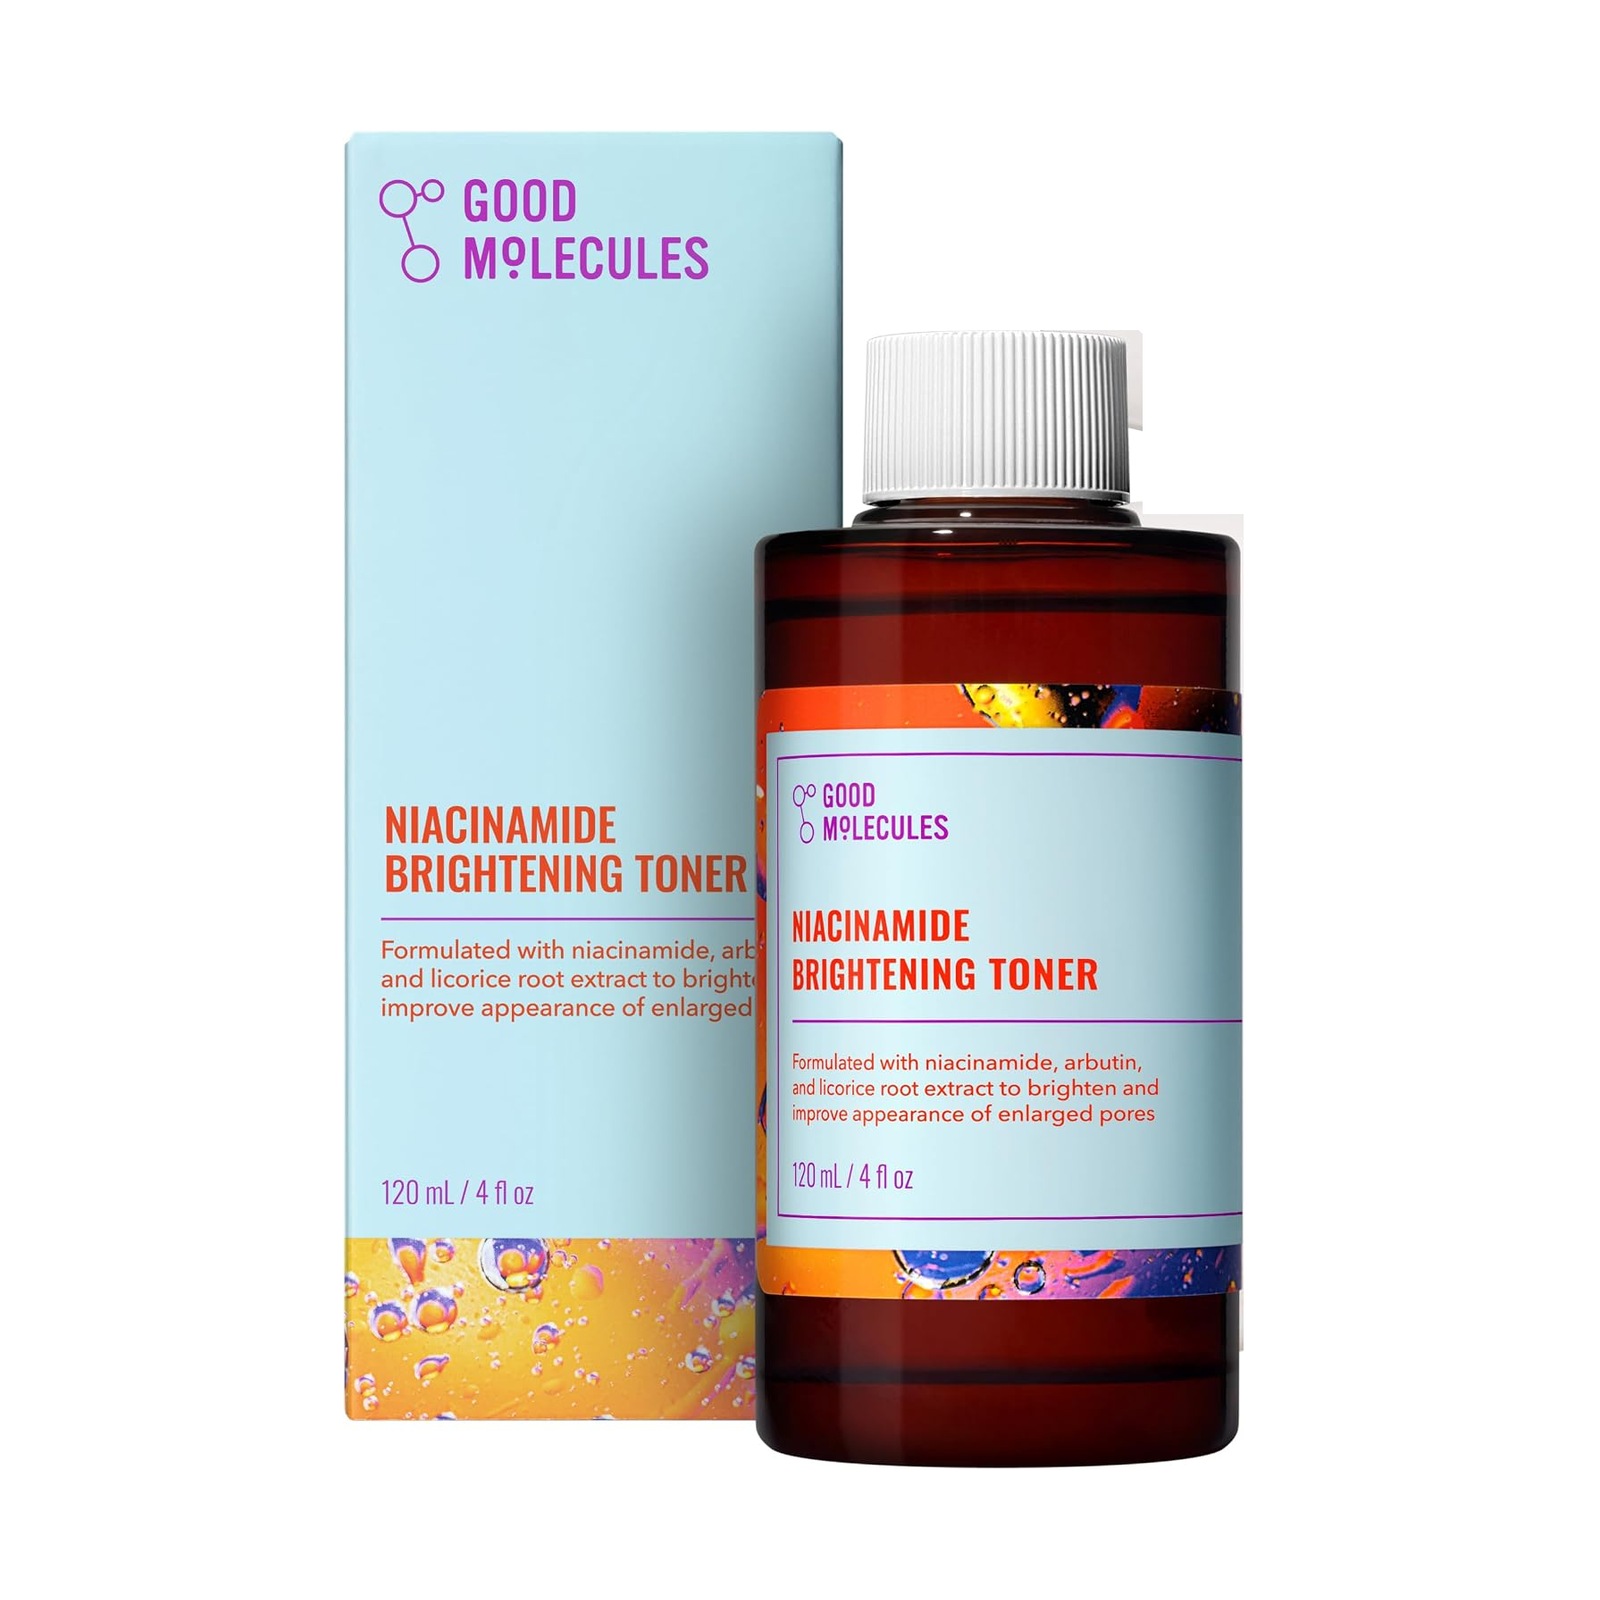 GOOD
MOLECULES
NIACINAMIDE
BRIGHTENING TONER
Formulated with niacinamide,
and licorice root extract to
improve appearance of enlarged
120 mL / 4 fl oz
GOOD
MOLECULES
NIACINAMIDE
BRIGHTENING TONER
Formulated with niacinamide, arbutin,
and licorice root extract to brighten and
improve appearance of enlarged pores
120 mL / 4 fl oz